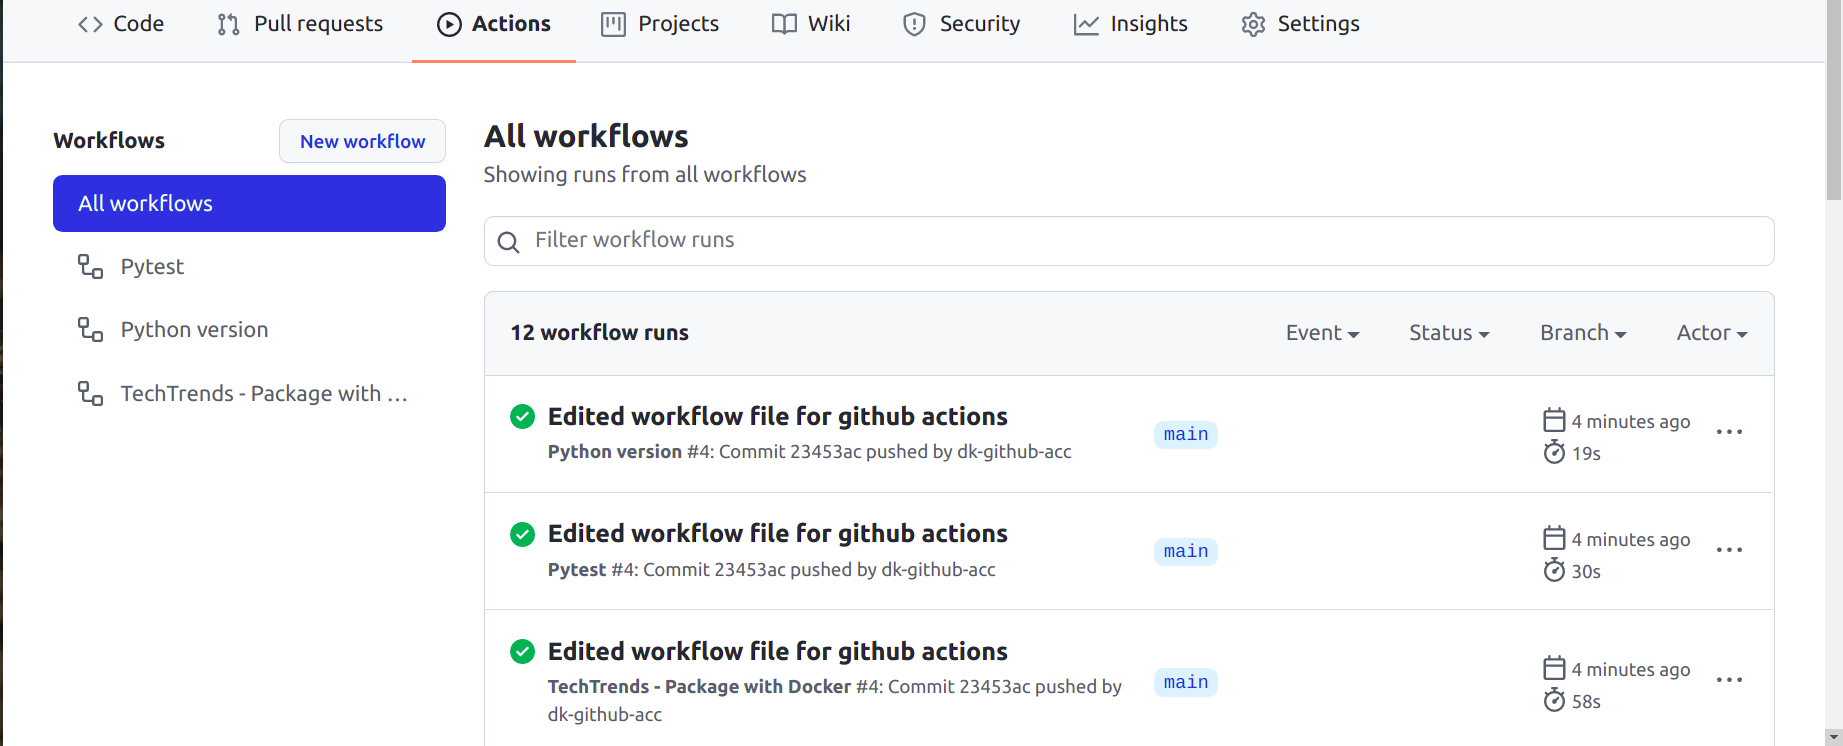 Code Pull requests Actions Projects Wiki Security Insights Settings
Workflows
New workflow
All workflows
Pytest
Python version
TechTrends - Package with ...
All workflows
Showing runs from all workflows
Filter workflow runs
12 workflow runs Event Status Branch Actor
Edited workflow file for github actions
Python version #4: Commit 23453ac pushed by dk-github-acc
main
4 minutes ago
19s
Edited workflow file for github actions
Pytest #4: Commit 23453ac pushed by dk-github-acc
main
4 minutes ago
30s
Edited workflow file for github actions
TechTrends - Package with Docker #4: Commit 23453ac pushed by
dk-github-acc
main
4 minutes ago
58s